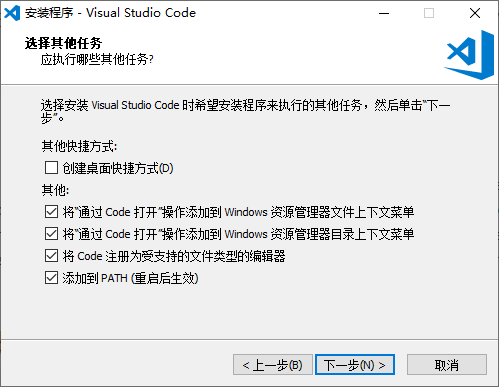 安装程序 - Visual Studio Code
选择其他任务
应执行哪些其他任务?
选择安装 Visual Studio Code 时希望安装程序来执行的其他任务，然后单击“下一
步”。
其他快捷方式:
创建桌面快捷方式(D)
其他:
将“通过 Code 打开”操作添加到 Windows 资源管理器文件上下文菜单
将“通过 Code 打开”操作添加到 Windows 资源管理器目录上下文菜单
将 Code 注册为受支持的文件类型的编辑器
添加到 PATH (重启后生效)
< 上一步(B) 下一步(N) > 取消